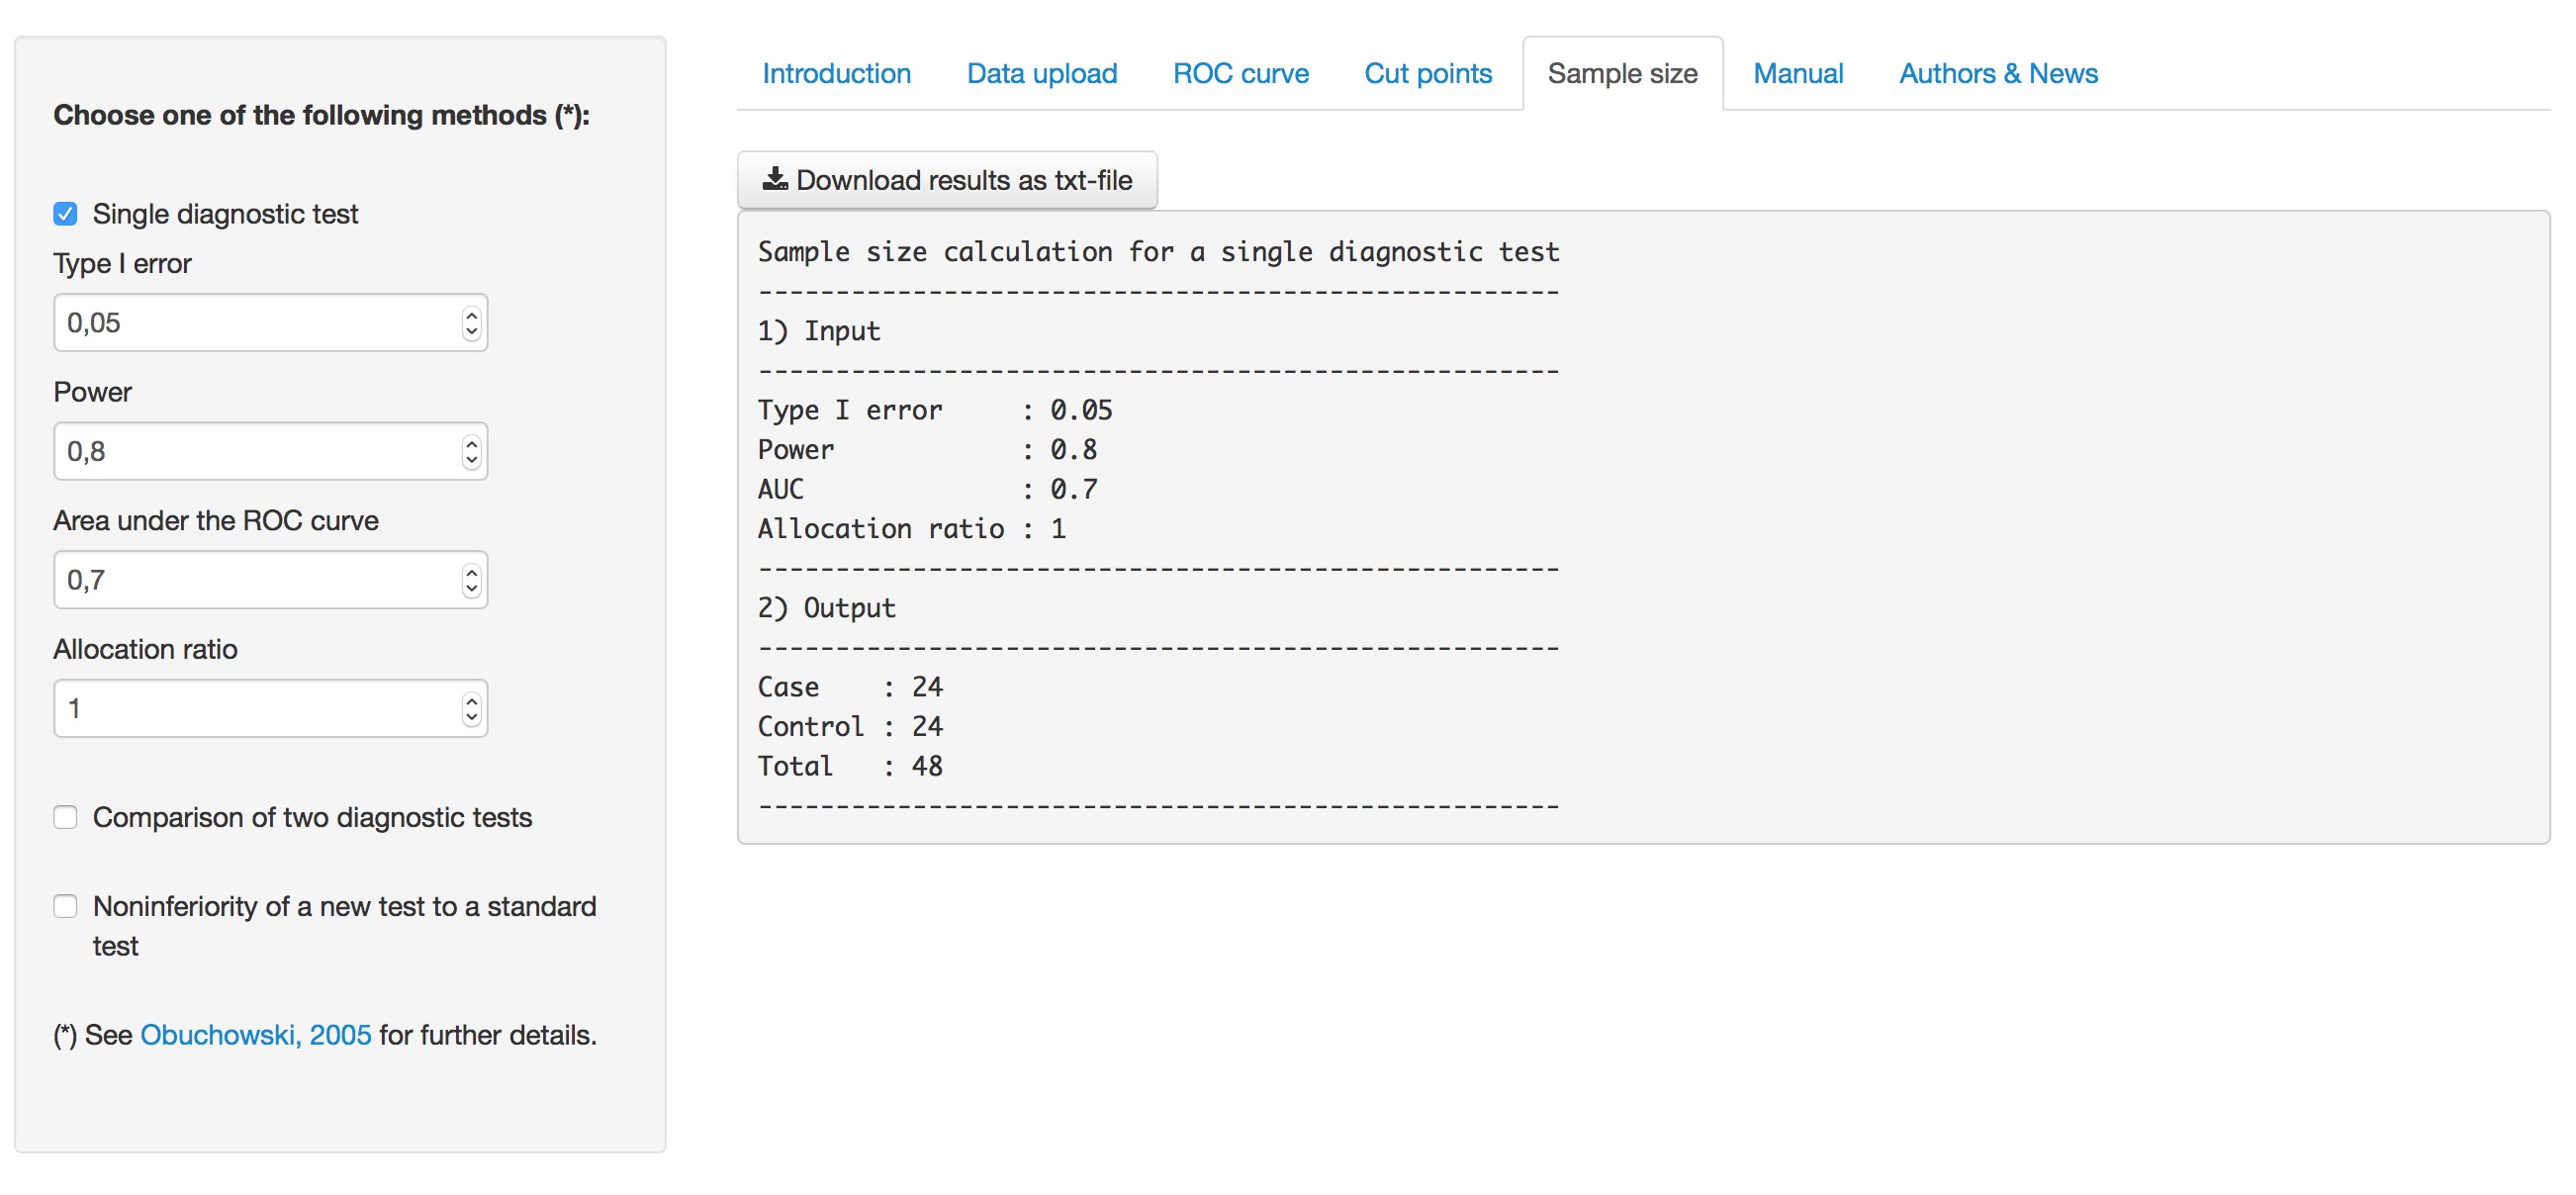 Choose one of the following methods (*):
Single diagnostic test
Type I error
0,05
Power
0,8
Area under the ROC curve
0,7
Allocation ratio
1
Comparison of two diagnostic tests
Noninferiority of a new test to a standard
test
(*) See Obuchowski, 2005 for further details.
Introduction Data upload ROC curve Cut points Sample size Manual Authors & News
Download results as txt-file
Sample size calculation for a single diagnostic test
----------------------------------------------------
1) Input
----------------------------------------------------
Type I error     : 0.05
Power            : 0.8
AUC              : 0.7
Allocation ratio : 1
----------------------------------------------------
2) Output
----------------------------------------------------
Case    : 24
Control : 24
Total   : 48
----------------------------------------------------